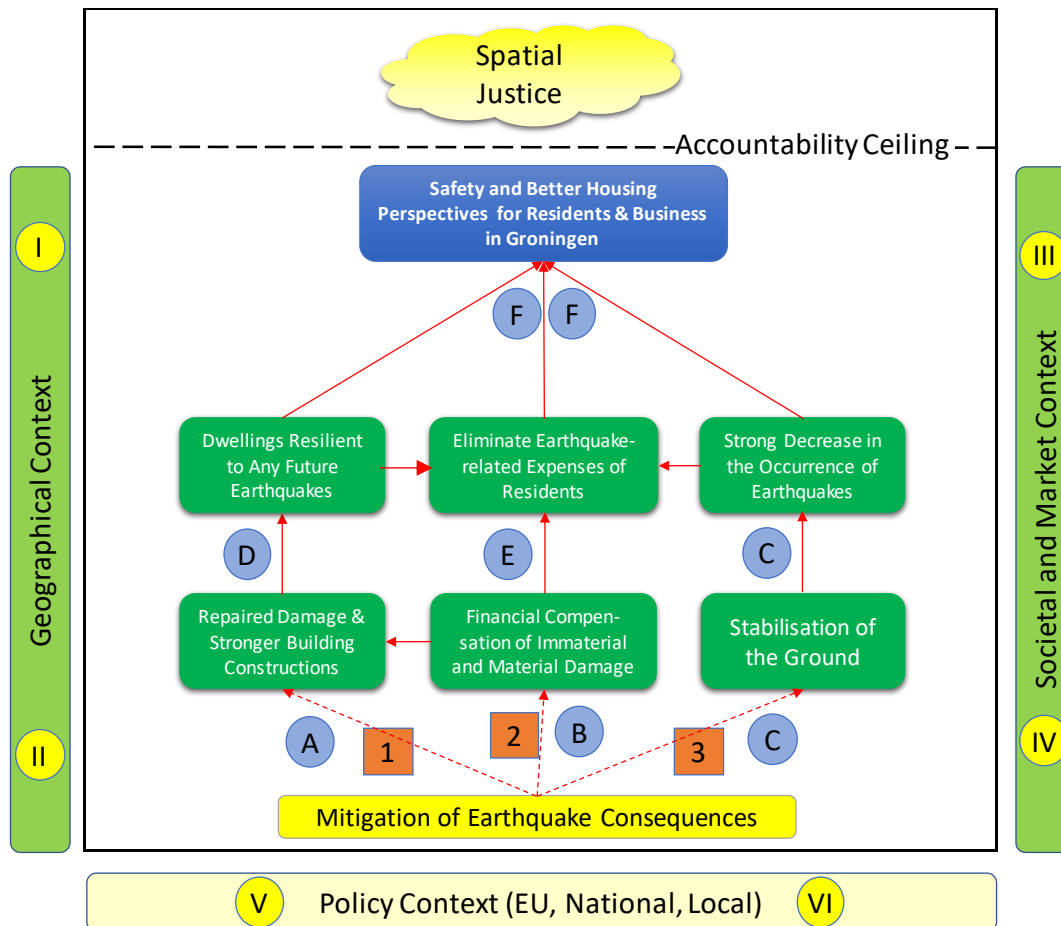 Spatial
Justice
Accountability Ceiling
Safety and Better Housing
Perspectives for Residents & Business
in Groningen
I
III
F
F
Geographical Context
Societal and Market Context
Dwellings Resilient
to Any Future
Earthquakes
Eliminate Earthquake-
related Expenses of
Residents
Strong Decrease in
the Occurrence of
Earthquakes
D
E
C
Repaired Damage &
Stronger Building
Constructions
Financial Compen-
sation of Immaterial
and Material Damage
Stabilisation of
the Ground
II
A
1
2
B
3
C
IV
Mitigation of Earthquake Consequences
V
Policy Context (EU, National, Local)
VI